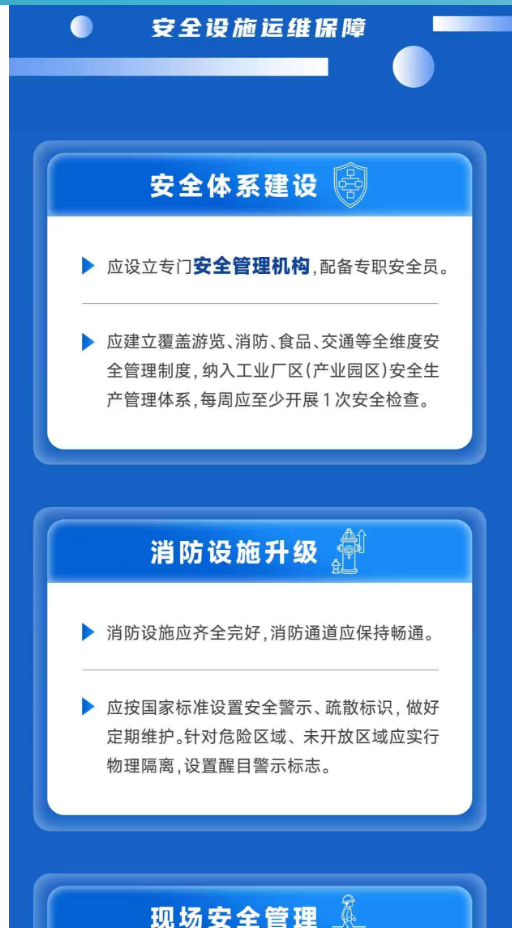 安全设施运维保障
安全体系建设
应设立专门安全管理机构,配备专职安全员。
应建立覆盖游览、消防、食品、交通等全维度安
全管理制度,纳入工业厂区(产业园区)安全生
产管理体系,每周应至少开展1次安全检查。
消防设施升级
消防设施应齐全完好,消防通道应保持畅通。
应按国家标准设置安全警示、疏散标识,做好
定期维护。针对危险区域、未开放区域应实行
物理隔离,设置醒目警示标志。
现场安全管理